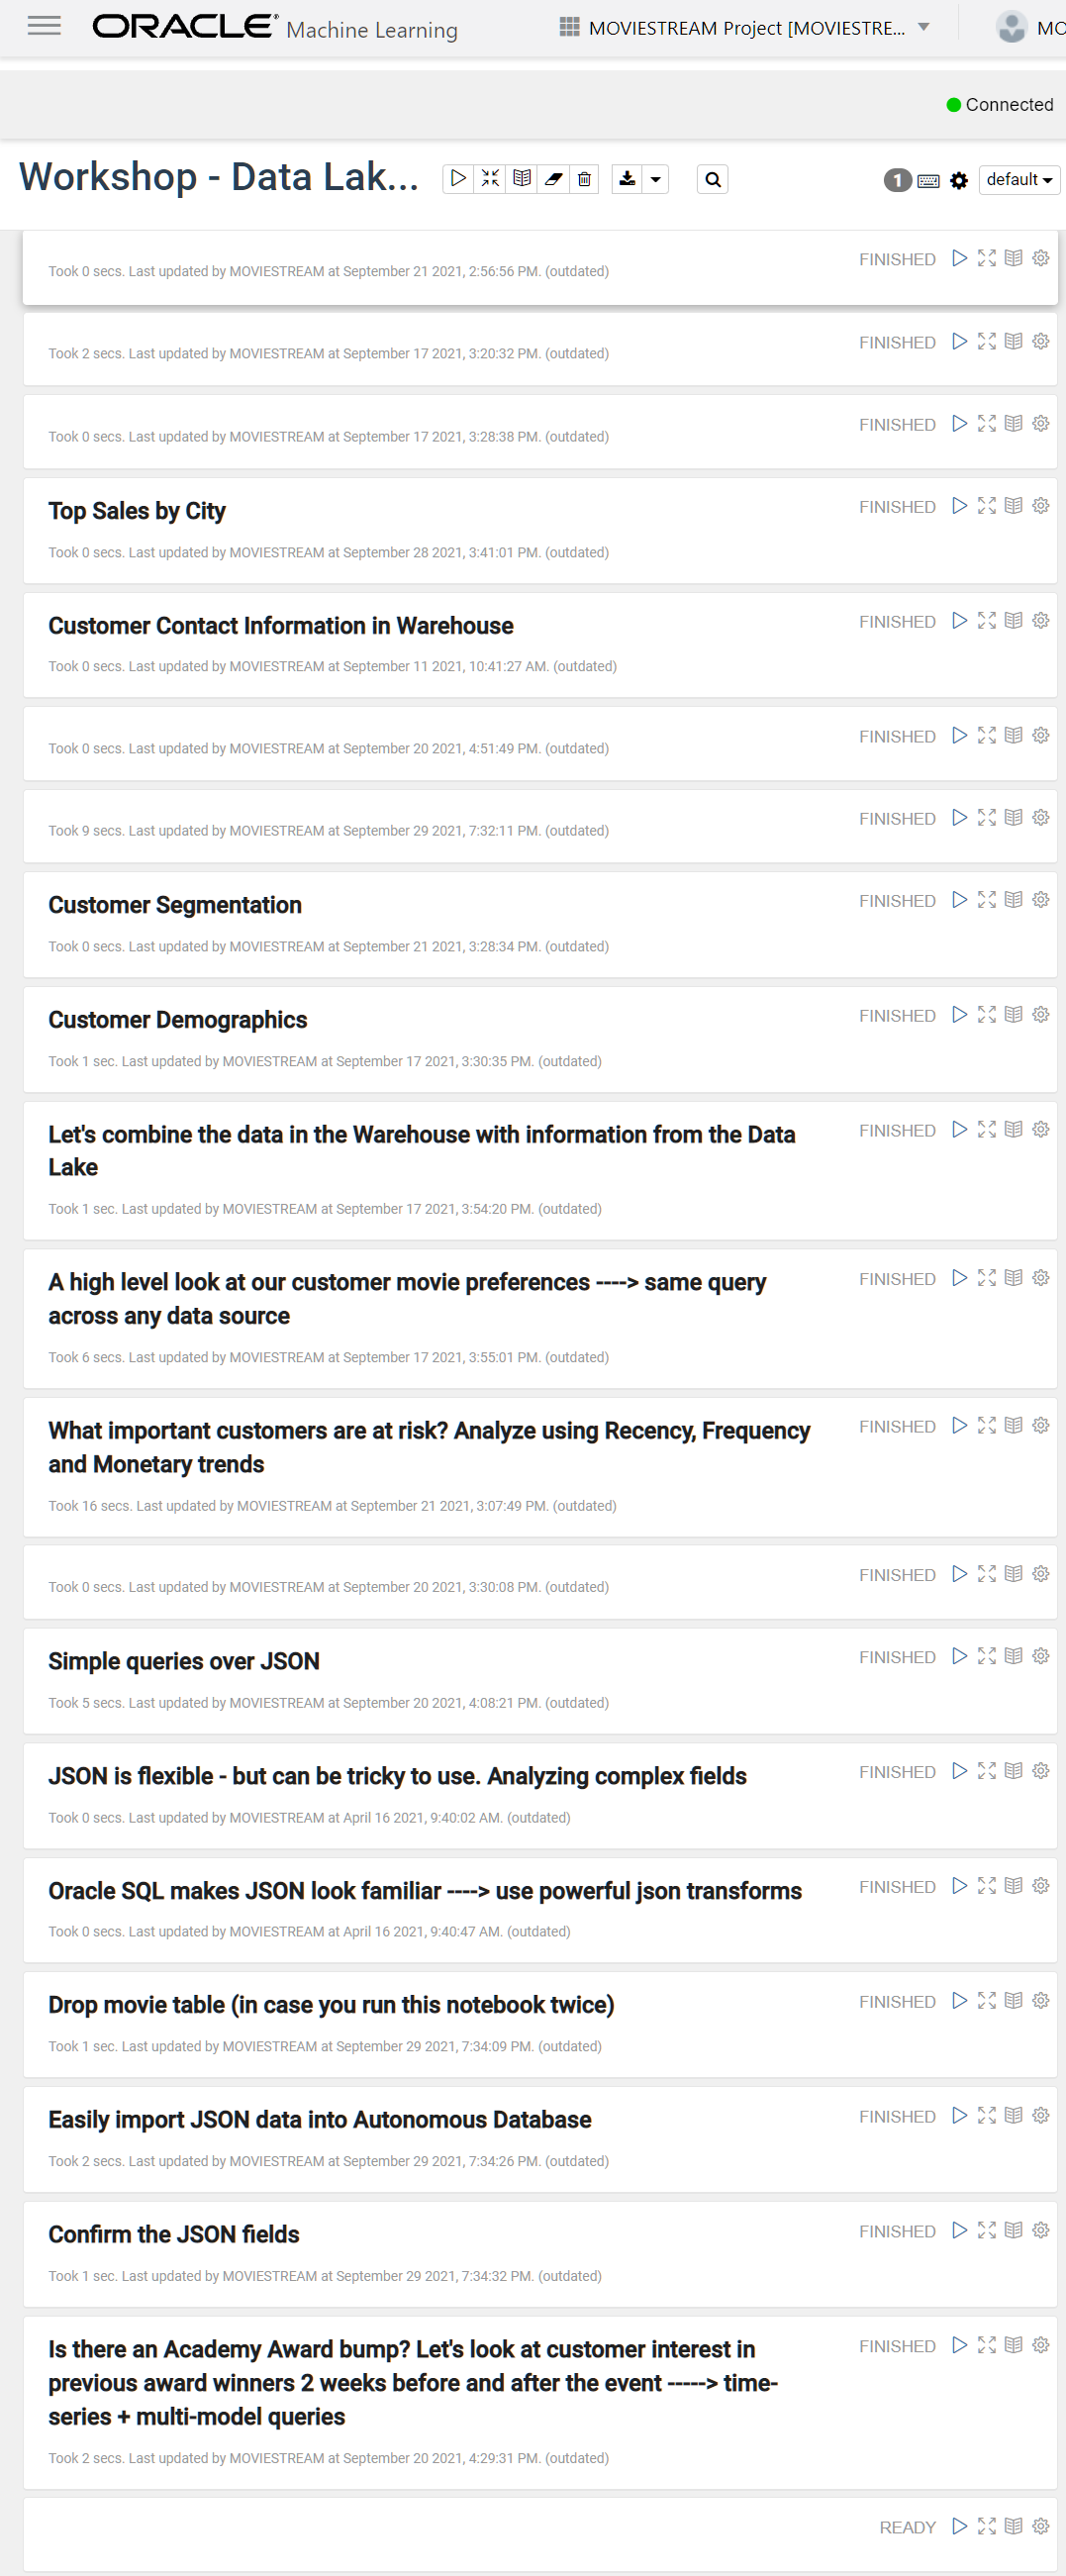 ORACLE® Machine Learning MOVIESTREAM Project [MOVIESTRE... MO
Connected
Workshop - Data Lak... 1 default
FINISHED
Took 0 secs. Last updated by MOVIESTREAM at September 21 2021, 2:56:56 PM. (outdated)
FINISHED
Took 2 secs. Last updated by MOVIESTREAM at September 17 2021, 3:20:32 PM. (outdated)
FINISHED
Took 0 secs. Last updated by MOVIESTREAM at September 17 2021, 3:28:38 PM. (outdated)
Top Sales by City FINISHED
Took 0 secs. Last updated by MOVIESTREAM at September 28 2021, 3:41:01 PM. (outdated)
Customer Contact Information in Warehouse FINISHED
Took 0 secs. Last updated by MOVIESTREAM at September 11 2021, 10:41:27 AM. (outdated)
FINISHED
Took 0 secs. Last updated by MOVIESTREAM at September 20 2021, 4:51:49 PM. (outdated)
FINISHED
Took 9 secs. Last updated by MOVIESTREAM at September 29 2021, 7:32:11 PM. (outdated)
Customer Segmentation FINISHED
Took 0 secs. Last updated by MOVIESTREAM at September 21 2021, 3:28:34 PM. (outdated)
Customer Demographics FINISHED
Took 1 sec. Last updated by MOVIESTREAM at September 17 2021, 3:30:35 PM. (outdated)
Let's combine the data in the Warehouse with information from the Data FINISHED
Lake
Took 1 sec. Last updated by MOVIESTREAM at September 17 2021, 3:54:20 PM. (outdated)
A high level look at our customer movie preferences ----> same query FINISHED
across any data source
Took 6 secs. Last updated by MOVIESTREAM at September 17 2021, 3:55:01 PM. (outdated)
What important customers are at risk? Analyze using Recency, Frequency FINISHED
and Monetary trends
Took 16 secs. Last updated by MOVIESTREAM at September 21 2021, 3:07:49 PM. (outdated)
FINISHED
Took 0 secs. Last updated by MOVIESTREAM at September 20 2021, 3:30:08 PM. (outdated)
Simple queries over JSON FINISHED
Took 5 secs. Last updated by MOVIESTREAM at September 20 2021, 4:08:21 PM. (outdated)
JSON is flexible - but can be tricky to use. Analyzing complex fields FINISHED
Took 0 secs. Last updated by MOVIESTREAM at April 16 2021, 9:40:02 AM. (outdated)
Oracle SQL makes JSON look familiar ----> use powerful json transforms FINISHED
Took 0 secs. Last updated by MOVIESTREAM at April 16 2021, 9:40:47 AM. (outdated)
Drop movie table (in case you run this notebook twice) FINISHED
Took 1 sec. Last updated by MOVIESTREAM at September 29 2021, 7:34:09 PM. (outdated)
Easily import JSON data into Autonomous Database FINISHED
Took 2 secs. Last updated by MOVIESTREAM at September 29 2021, 7:34:26 PM. (outdated)
Confirm the JSON fields FINISHED
Took 1 sec. Last updated by MOVIESTREAM at September 29 2021, 7:34:32 PM. (outdated)
Is there an Academy Award bump? Let's look at customer interest in FINISHED
previous award winners 2 weeks before and after the event -----> time-
series + multi-model queries
Took 2 secs. Last updated by MOVIESTREAM at September 20 2021, 4:29:31 PM. (outdated)
READY